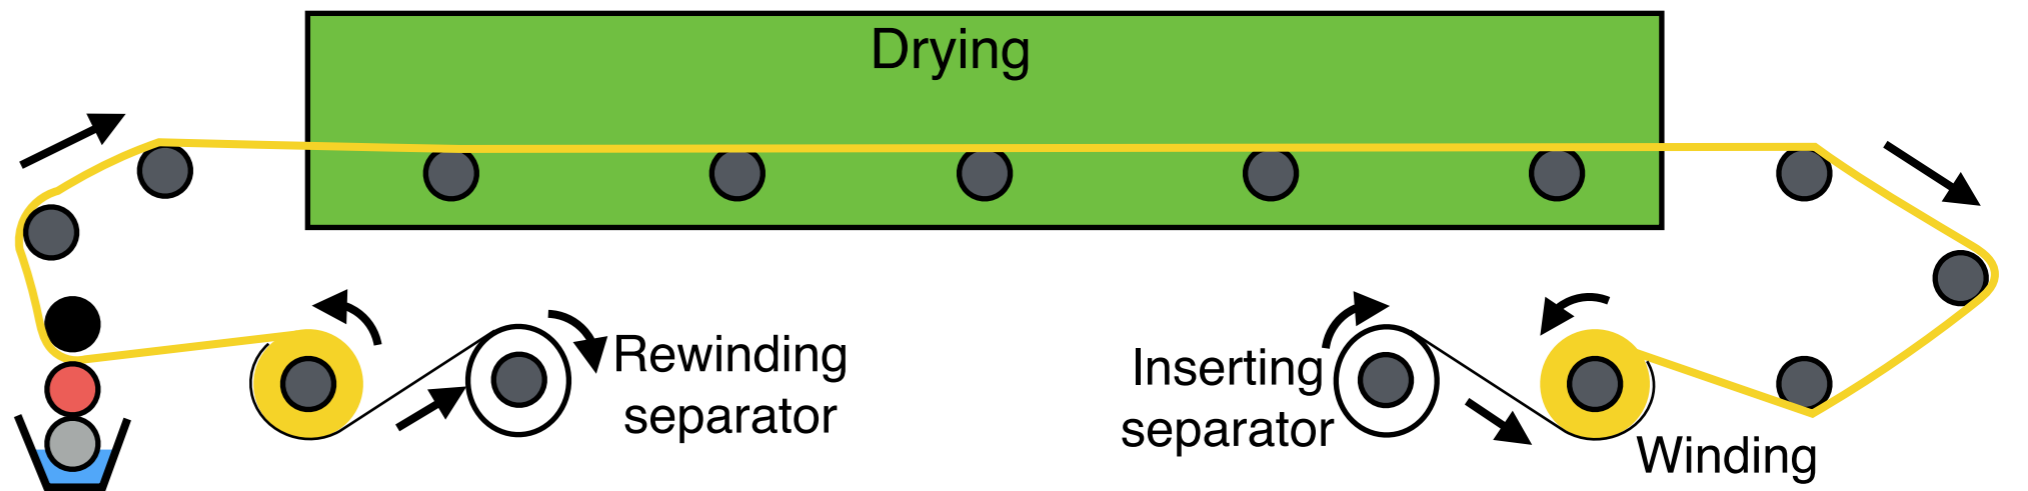 Drying
Rewinding
separator
Inserting
separator
Winding